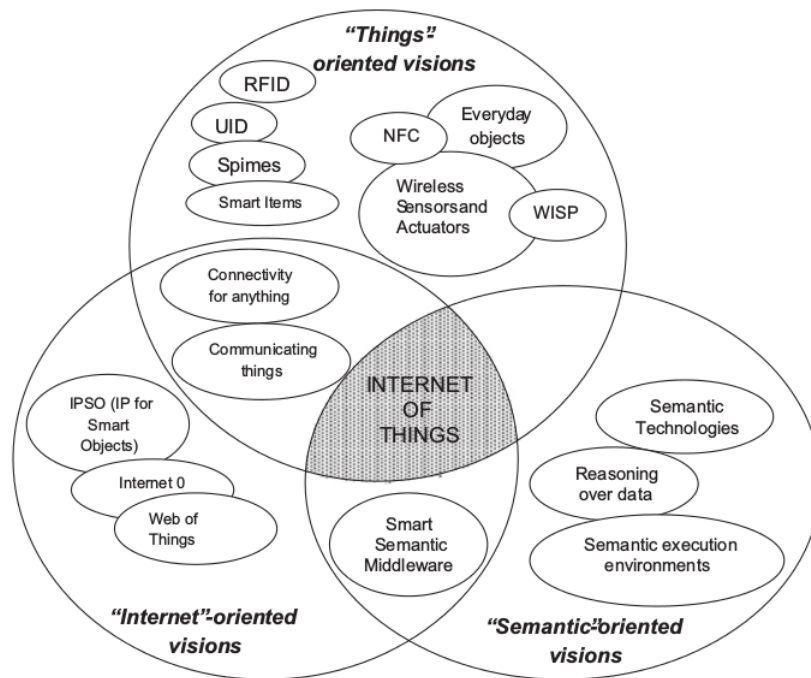 “Things”-
oriented visions
RFID
UID
Spimes
Smart Items
NFC
Everyday
objects
Wireless
Sensorsand
Actuators
WISP
Connectivity
for anything
Communicating
things
INTERNET
OF
THINGS
IPSO (IP for
Smart
Objects)
Internet 0
Web of
Things
Semantic
Technologies
Reasoning
over data
Semantic execution
environments
Smart
Semantic
Middleware
“Internet”-oriented
visions
“Semantic”-oriented
visions